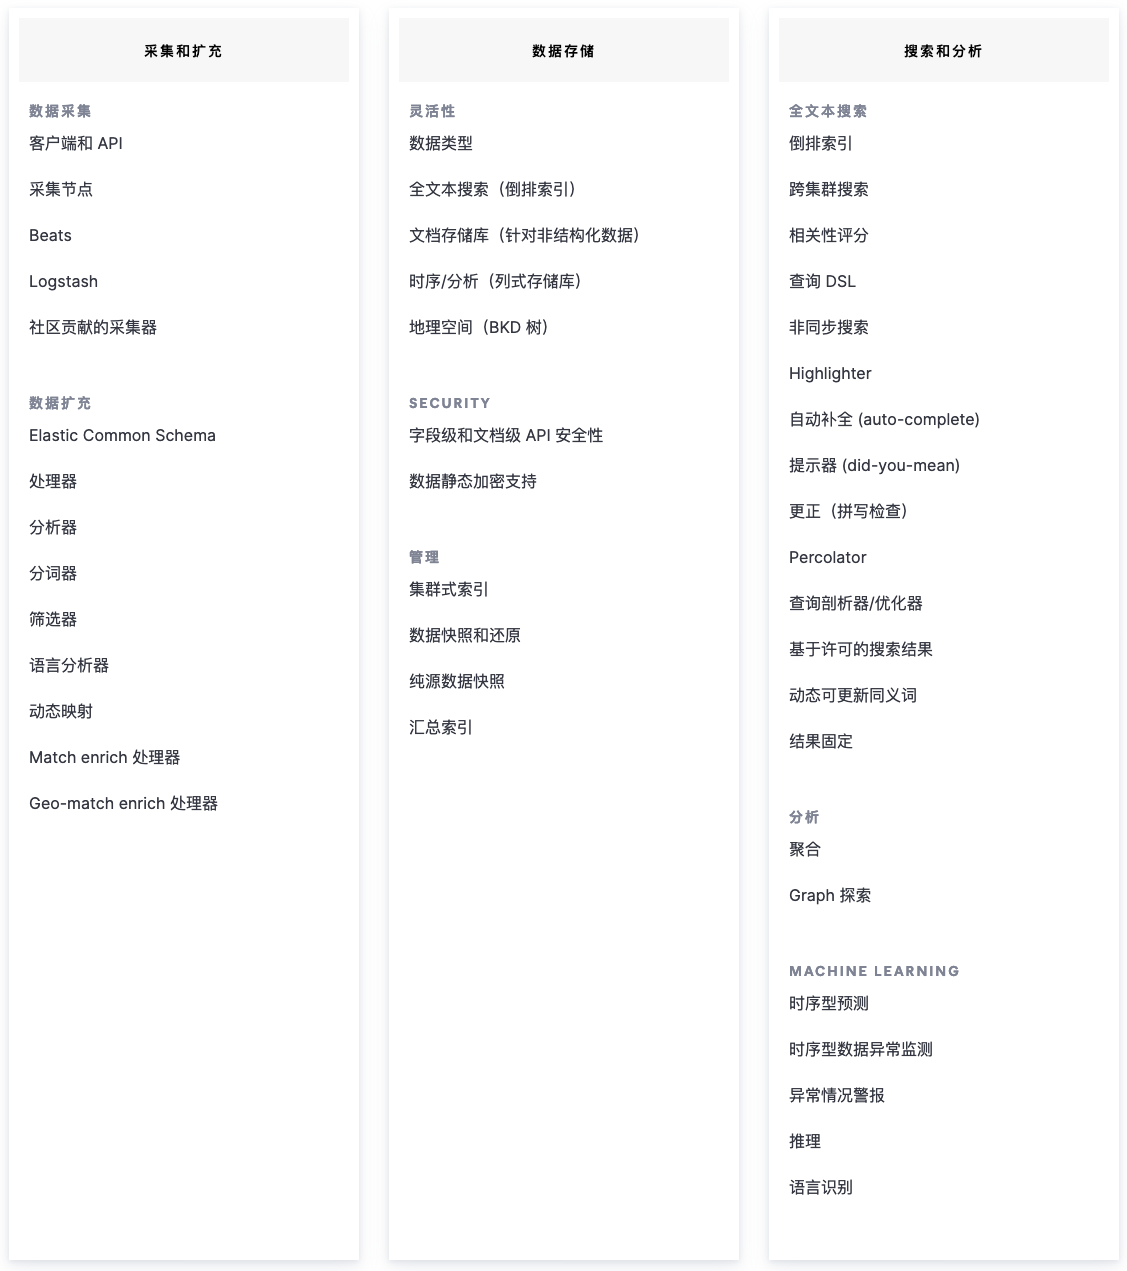 采集和扩充
数据采集
客户端和 API
采集节点
Beats
Logstash
社区贡献的采集器
数据扩充
Elastic Common Schema
处理器
分析器
分词器
筛选器
语言分析器
动态映射
Match enrich 处理器
Geo-match enrich 处理器
数据存储
灵活性
数据类型
全文本搜索（倒排索引）
文档存储库（针对非结构化数据）
时序/分析（列式存储库）
地理空间（BKD 树）
SECURITY
字段级和文档级 API 安全性
数据静态加密支持
管理
集群式索引
数据快照和还原
纯源数据快照
汇总索引
搜索和分析
全文本搜索
倒排索引
跨集群搜索
相关性评分
查询 DSL
非同步搜索
Highlighter
自动补全 (auto-complete)
提示器 (did-you-mean)
更正（拼写检查）
Percolator
查询剖析器/优化器
基于许可的搜索结果
动态可更新同义词
结果固定
分析
聚合
Graph 探索
MACHINE LEARNING
时序型预测
时序型数据异常监测
异常情况警报
推理
语言识别